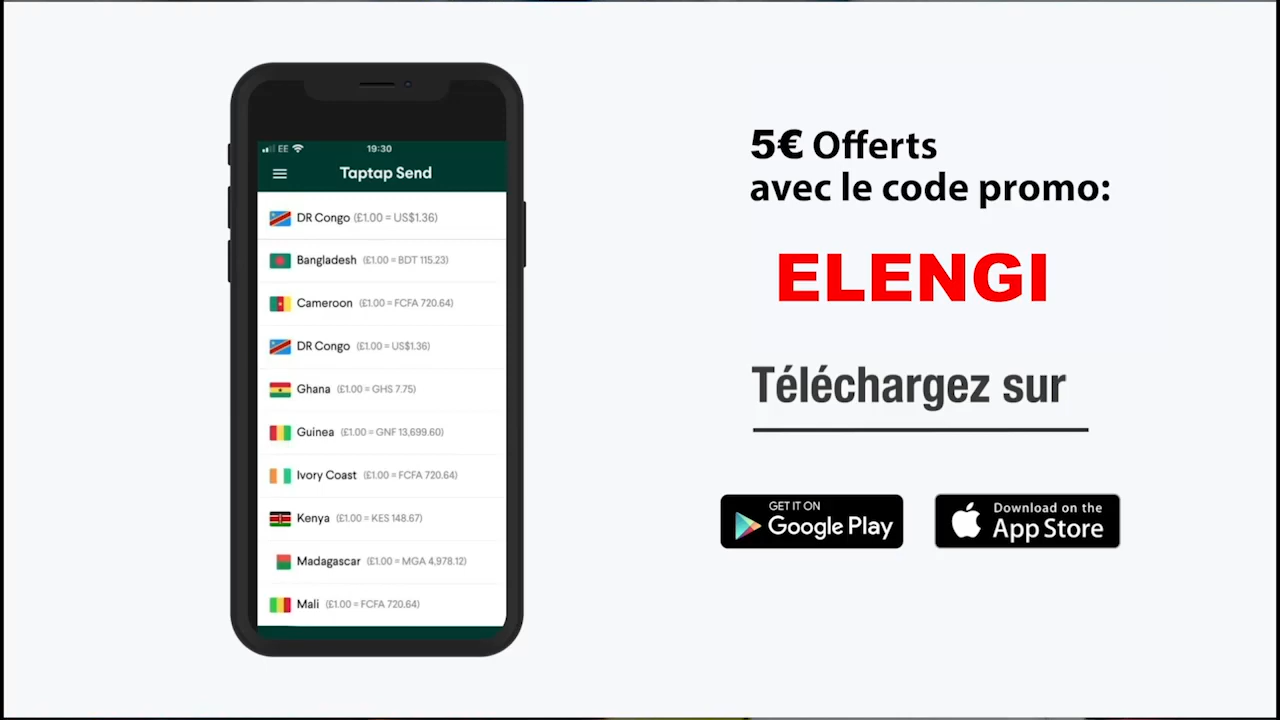 EE 19:30
Taptap Send
DR Congo (£1.00 = US$1.36)
Bangladesh (£1.00 = BDT 115.23)
Cameroon (£1.00 = FCFA 720.64)
DR Congo (£1.00 = US$1.36)
Ghana (£1.00 = GHS 7.75)
Guinea (£1.00 = GNF 13,699.60)
Ivory Coast (£1.00 = FCFA 720.64)
Kenya (£1.00 = KES 148.67)
Madagascar (£1.00 = MGA 4,978.12)
Mali (£1.00 = FCFA 720.64)
5€ Offerts
avec le code promo:
ELENGI
Téléchargez sur
GET IT ON
Google Play
Download on the
App Store